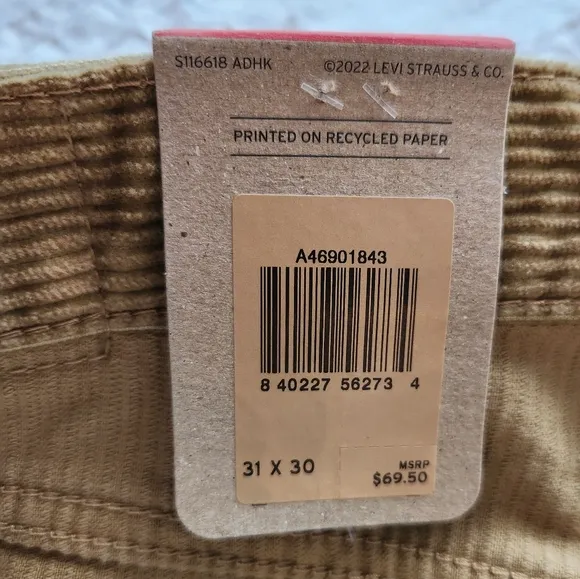 S116618 ADHK ©2022 LEVI STRAUSS & CO.
PRINTED ON RECYCLED PAPER
A46901843
8 40227 56273 4
31 X 30
MSRP
$69.50